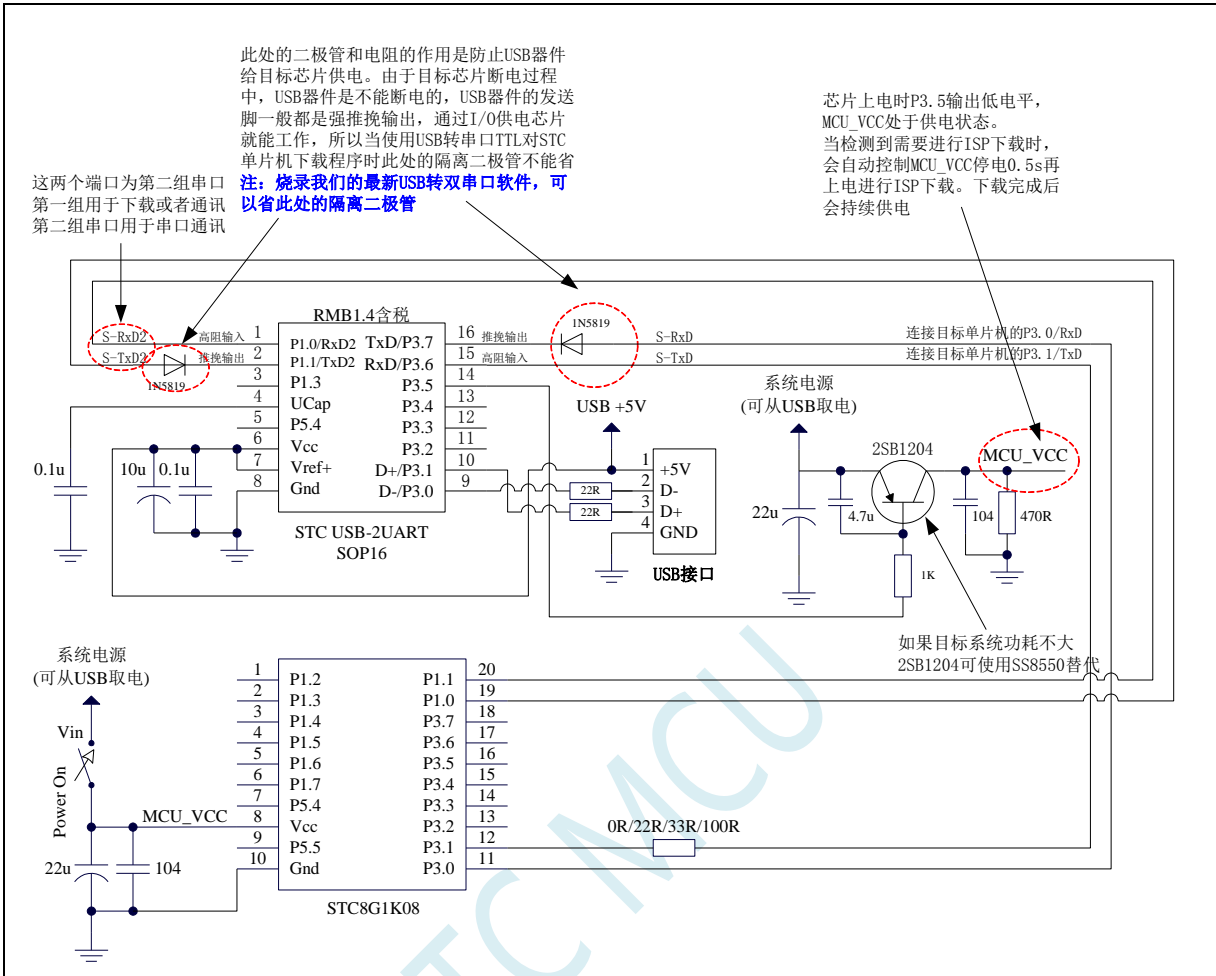 此处的二极管和电阻的作用是防止USB器件
给目标芯片供电。由于目标芯片断电过程
中，USB器件是不能断电的，USB器件的发送
脚一般都是强推挽输出，通过I/O供电芯片
就能工作，所以当使用USB转串口TTL对STC
单片机下载程序时此处的隔离二极管不能省
注：烧录我们的最新USB转双串口软件，可
以省此处的隔离二极管
芯片上电时P3.5输出低电平，
MCU_VCC处于供电状态。
当检测到需要进行ISP下载时，
会自动控制MCU_VCC停电0.5s再
上电进行ISP下载。下载完成后
会持续供电
这两个端口为第二组串口
第一组用于下载或者通讯
第二组串口用于串口通讯
RMB1.4含税
S-RxD2
高阻输入
1
P1.0/RxD2
TxD/P3.7
16
推挽输出
1N5819
S-RxD
连接目标单片机的P3.0/RxD
S-TxD2
1N5819
推挽输出
2
P1.1/TxD2
RxD/P3.6
15
高阻输入
S-TxD
连接目标单片机的P3.1/TxD
3
P1.3
P3.5
14
4
UCap
P3.4
13
5
P5.4
P3.3
12
6
Vcc
P3.2
11
7
Vref+
D+/P3.1
10
8
Gnd
D-/P3.0
9
STC USB-2UART
SOP16
0.1u
10u
0.1u
USB +5V
1
+5V
2
D-
3
D+
4
GND
22R
22R
USB接口
系统电源
(可从USB取电)
2SB1204
MCU_VCC
22u
4.7u
104
470R
1K
如果目标系统功耗不大
2SB1204可使用SS8550替代
系统电源
(可从USB取电)
Vin
Power On
MCU_VCC
22u
104
1
P1.2
P1.1
20
2
P1.3
P1.0
19
3
P1.4
P3.7
18
4
P1.5
P3.6
17
5
P1.6
P3.5
16
6
P1.7
P3.4
15
7
P5.4
P3.3
14
8
Vcc
P3.2
13
9
P5.5
P3.1
12
10
Gnd
P3.0
11
0R/22R/33R/100R
STC8G1K08
STC MCU